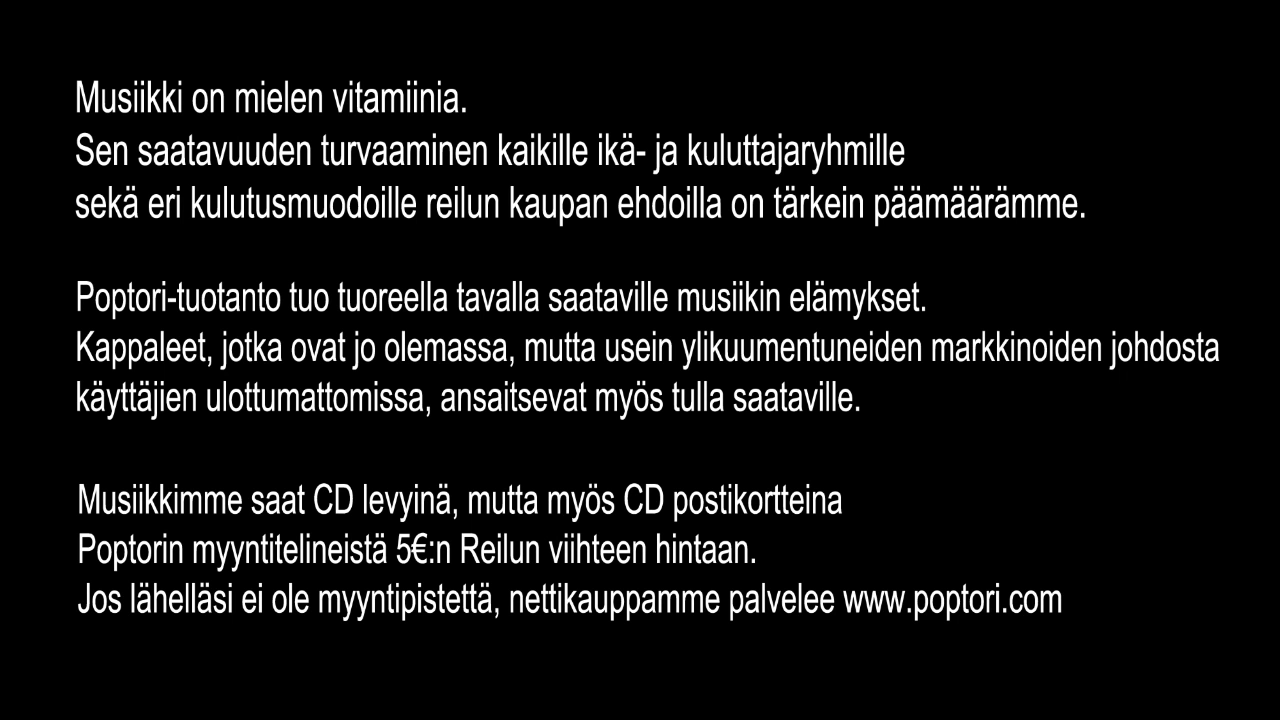 Musiikki on mielen vitamiinia.
Sen saatavuuden turvaaminen kaikille ikä- ja kuluttajaryhmille
sekä eri kulutusmuodoille reilun kaupan ehdoilla on tärkein päämäärämme.
Poptori-tuotanto tuo tuoreella tavalla saataville musiikin elämykset.
Kappaleet, jotka ovat jo olemassa, mutta usein ylikuumentuneiden markkinoiden johdosta
käyttäjien ulottumattomissa, ansaitsevat myös tulla saataville.
Musiikkimme saat CD levyinä, mutta myös CD postikortteina
Poptorin myyntitelineistä 5€:n Reilun viihteen hintaan.
Jos lähelläsi ei ole myyntipistettä, nettikauppamme palvelee www.poptori.com